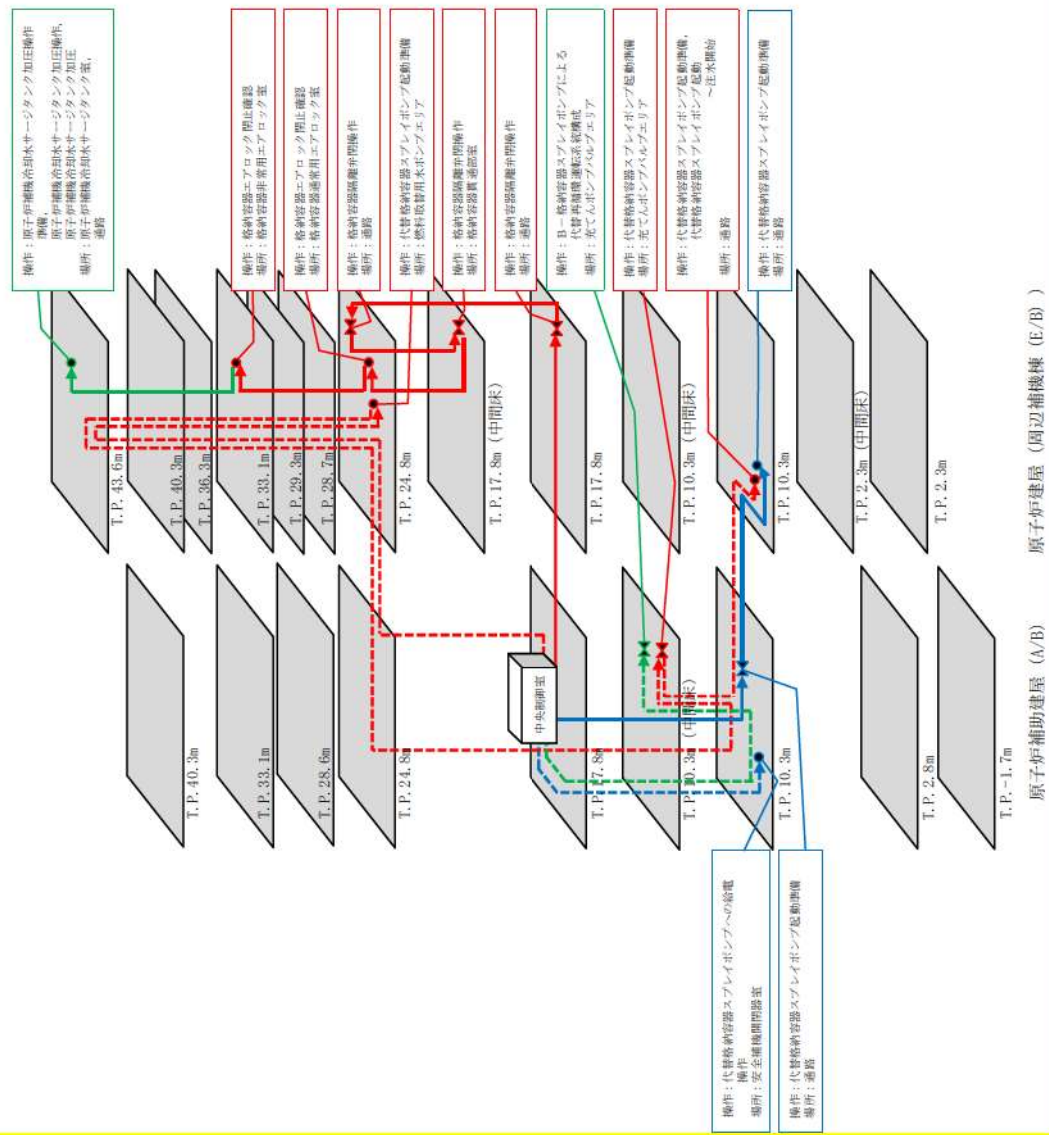 操作：原子炉補機冷却水サージタンク加圧操作
準備，
原子炉補機冷却水サージタンク加圧操作，
原子炉補機冷却水サージタンク加圧
場所：原子炉補機冷却水サージタンク室，
通路
操作：格納容器エアロック閉止確認
場所：格納容器非常用エアロック室
操作：格納容器エアロック閉止確認
場所：格納容器通常用エアロック室
操作：格納容器隔離弁閉操作
場所：通路
操作：代替格納容器スプレイポンプ起動準備
場所：燃料取替用水ポンプエリア
操作：格納容器隔離弁閉操作
場所：格納容器貫通部室
操作：格納容器隔離弁閉操作
場所：通路
操作：B－格納容器スプレイポンプによる
代替再循環運転系統構成
場所：充てんポンプバルブエリア
操作：代替格納容器スプレイポンプ起動準備
場所：充てんポンプバルブエリア
操作：代替格納容器スプレイポンプ起動準備，
代替格納容器スプレイポンプ起動
～注水開始
場所：通路
操作：代替格納容器スプレイポンプ起動準備
場所：通路
T.P.43.6m
T.P.40.3m
T.P.36.3m
T.P.33.1m
T.P.29.3m
T.P.28.7m
T.P.24.8m
T.P.17.8m（中間床）
T.P.17.8m
T.P.10.3m（中間床）
T.P.10.3m
T.P.2.3m（中間床）
T.P.2.3m
原子炉建屋（周辺補機棟（E/B））
T.P.40.3m
T.P.33.1m
T.P.28.6m
T.P.24.8m
中央制御室
T.P.17.8m
T.P.10.3m（中間床）
T.P.10.3m
T.P.2.8m
T.P.-1.7m
原子炉補助建屋（A/B）
操作：代替格納容器スプレイポンプへの給電
操作
場所：安全補機開閉器室
操作：代替格納容器スプレイポンプ起動準備
場所：通路